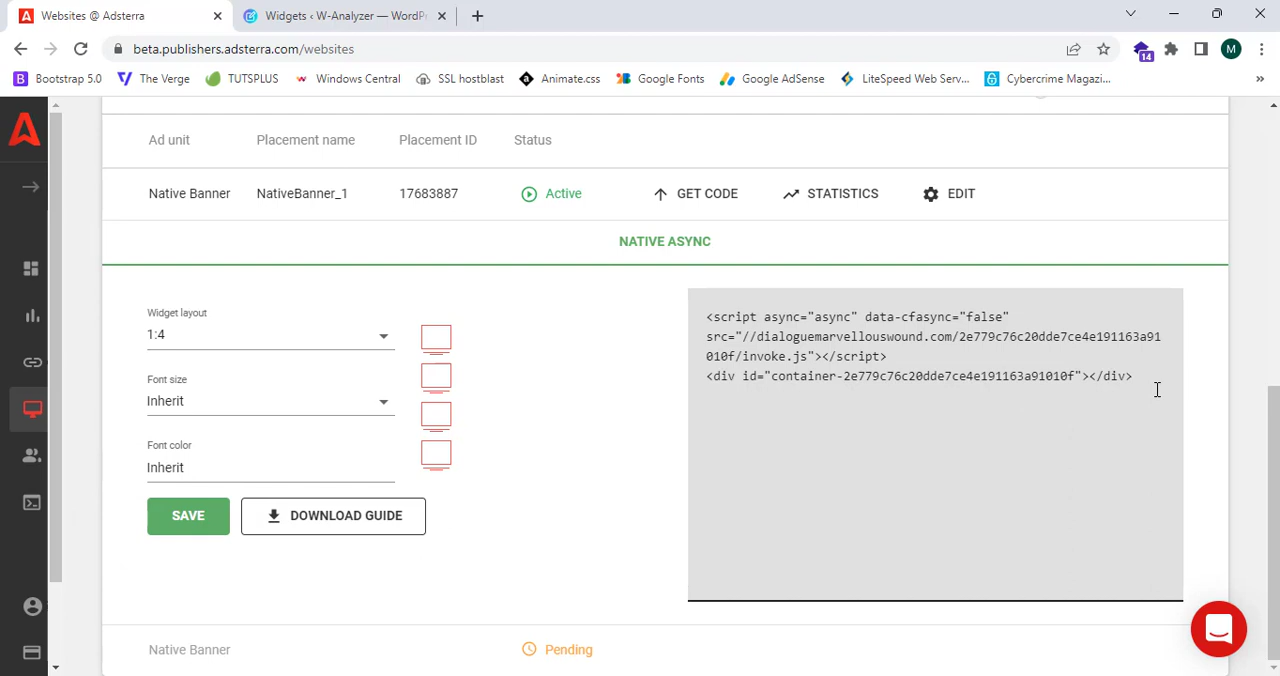 Websites @ Adsterra
Widgets ‹ W-Analyzer — WordPr
beta.publishers.adsterra.com/websites
14
M
Bootstrap 5.0
The Verge
TUTSPLUS
Windows Central
SSL hostblast
Animate.css
Google Fonts
Google AdSense
LiteSpeed Web Serv...
Cybercrime Magazi...
Ad unit Placement name Placement ID Status
Native Banner NativeBanner_1 17683887 Active GET CODE STATISTICS EDIT
NATIVE ASYNC
Widget layout
1:4
Font size
Inherit
Font color
Inherit
SAVE
DOWNLOAD GUIDE
<script async="async" data-cfasync="false"
src="//dialoguemarvellouswound.com/2e779c76c20dde7ce4e191163a91
010f/invoke.js"></script>
<div id="container-2e779c76c20dde7ce4e191163a91010f"></div>
Native Banner Pending